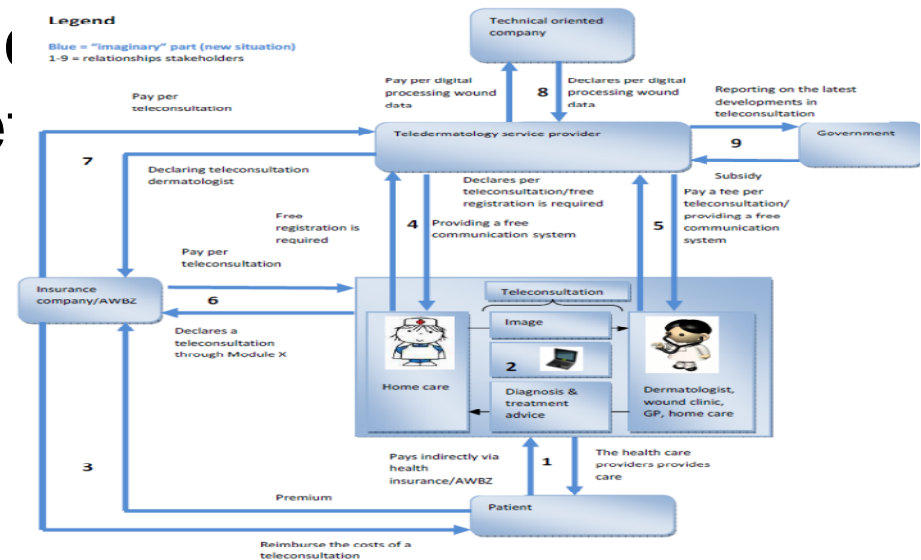 Legend
Blue = “imaginary” part (new situation)
1-9 = relationships stakeholders
Technical oriented
company
Pay per digital
processing wound
data
8
Declares per digital
processing wound
data
Pay per
teleconsultation
Reporting on the latest
developments in
teleconsultation
Teledermatology service provider
Government
9
7
Subsidy
Declaring teleconsultation
dermatologist
Declares per
teleconsultation/free
registration is required
Pay a fee per
teleconsultation/
providing a free
communication
system
Free
registration is
required
4
Providing a free
communication system
5
Pay per
teleconsultation
Insurance
company/AWBZ
6
Teleconsultation
Declares a
teleconsultation
through Module X
Image
2
Home care
Diagnosis &
treatment
advice
Dermatologist,
wound clinic,
GP, home care
Pays indirectly via
health
insurance/AWBZ
1
The health care
providers provides
care
3
Premium
Patient
Reimburse the costs of a
teleconsultation